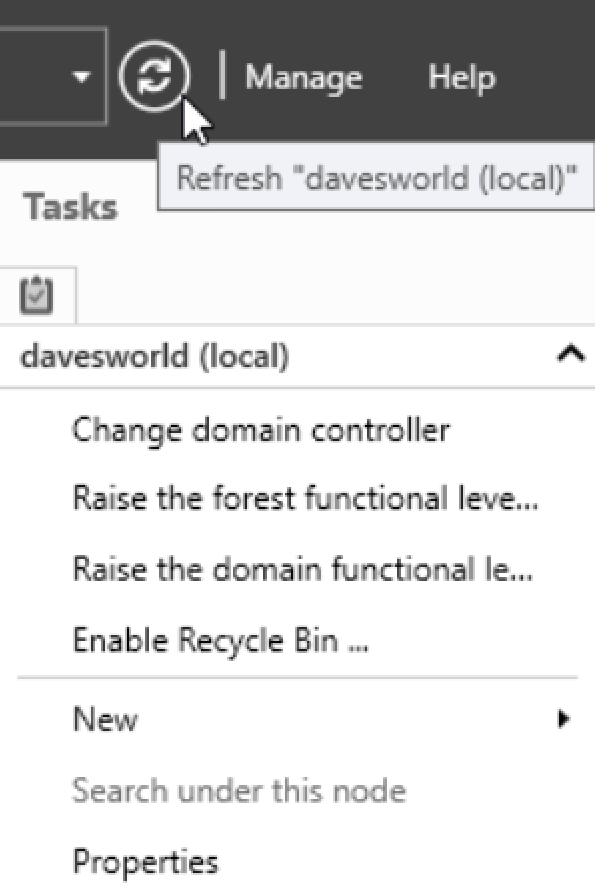 Manage Help
Refresh "davesworld (local)"
Tasks
davesworld (local)
Change domain controller
Raise the forest functional leve...
Raise the domain functional le...
Enable Recycle Bin ...
New
Search under this node
Properties